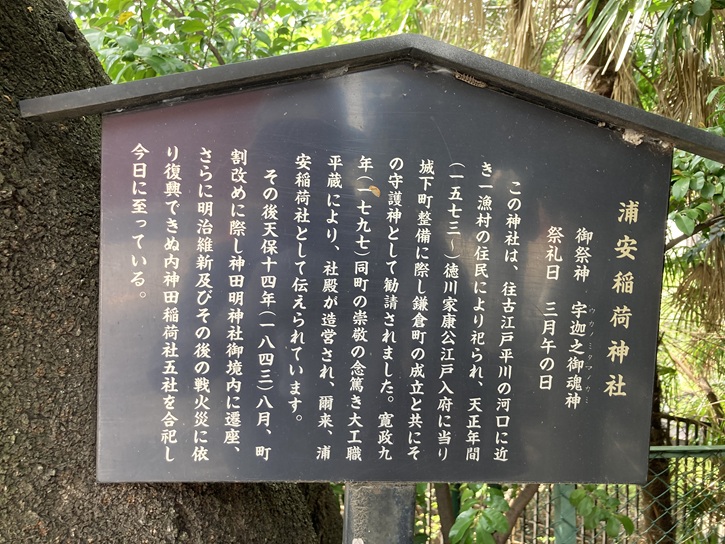 浦安稲荷神社
御祭神　宇迦之御魂神
ウカノミタマノカミ
祭礼日　三月午の日
この神社は、往古江戸平川の河口に近
き一漁村の住民により祀られ、天正年間
（一五七三～）徳川家康公江戸入府に当り
城下町整備に際し鎌倉町の成立と共にそ
の守護神として勧請されました。寛政九
年（一七九七）同町の崇敬の念篤き大工職
平蔵により、社殿が造営され、爾来、浦
安稲荷社として伝えられています。
その後天保十四年（一八四三）八月、町
割改めに際し神田明神社御境内に遷座、
さらに明治維新及びその後の戦火災に依
り復興できぬ内神田稲荷社五社を合祀し
今日に至っている。